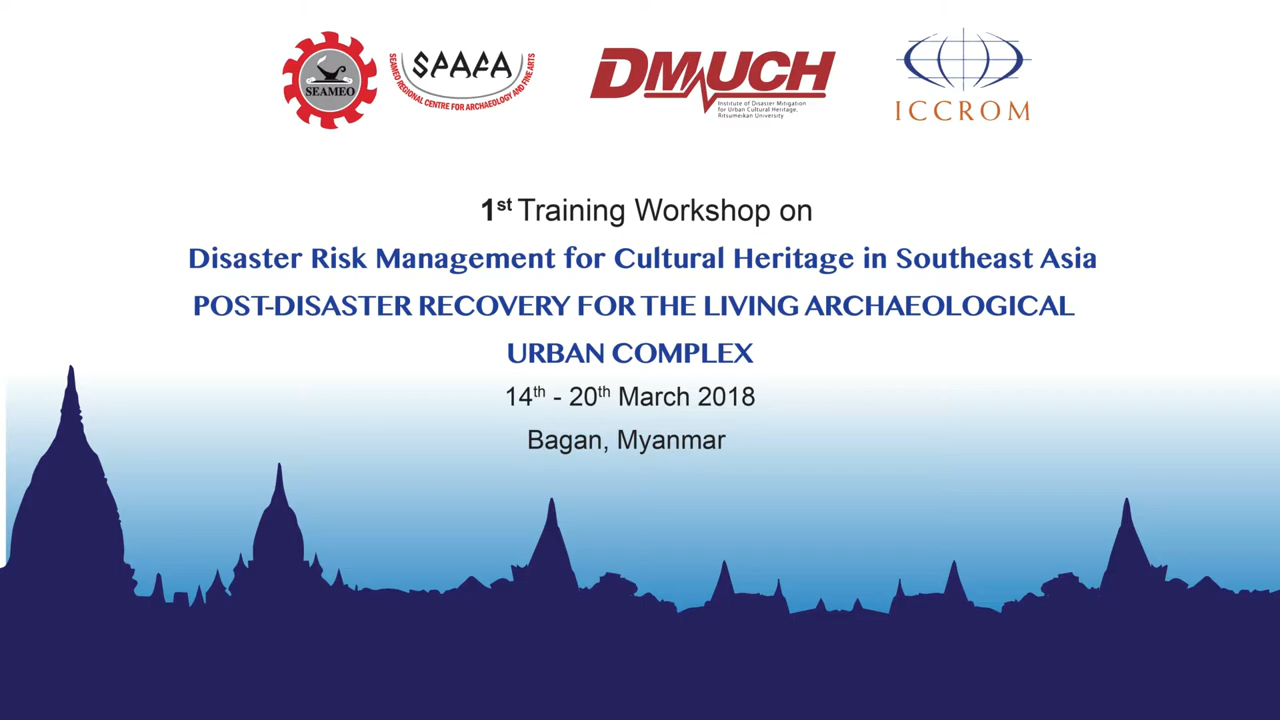 SEAMEO
SPAFA
SEAMEO REGIONAL CENTRE FOR ARCHAEOLOGY AND FINE ARTS
DMUCH
Institute of Disaster Mitigation
for Urban Cultural Heritage,
Ritsumeikan University
ICCROM
1st Training Workshop on
Disaster Risk Management for Cultural Heritage in Southeast Asia
POST-DISASTER RECOVERY FOR THE LIVING ARCHAEOLOGICAL
URBAN COMPLEX
14th - 20th March 2018
Bagan, Myanmar